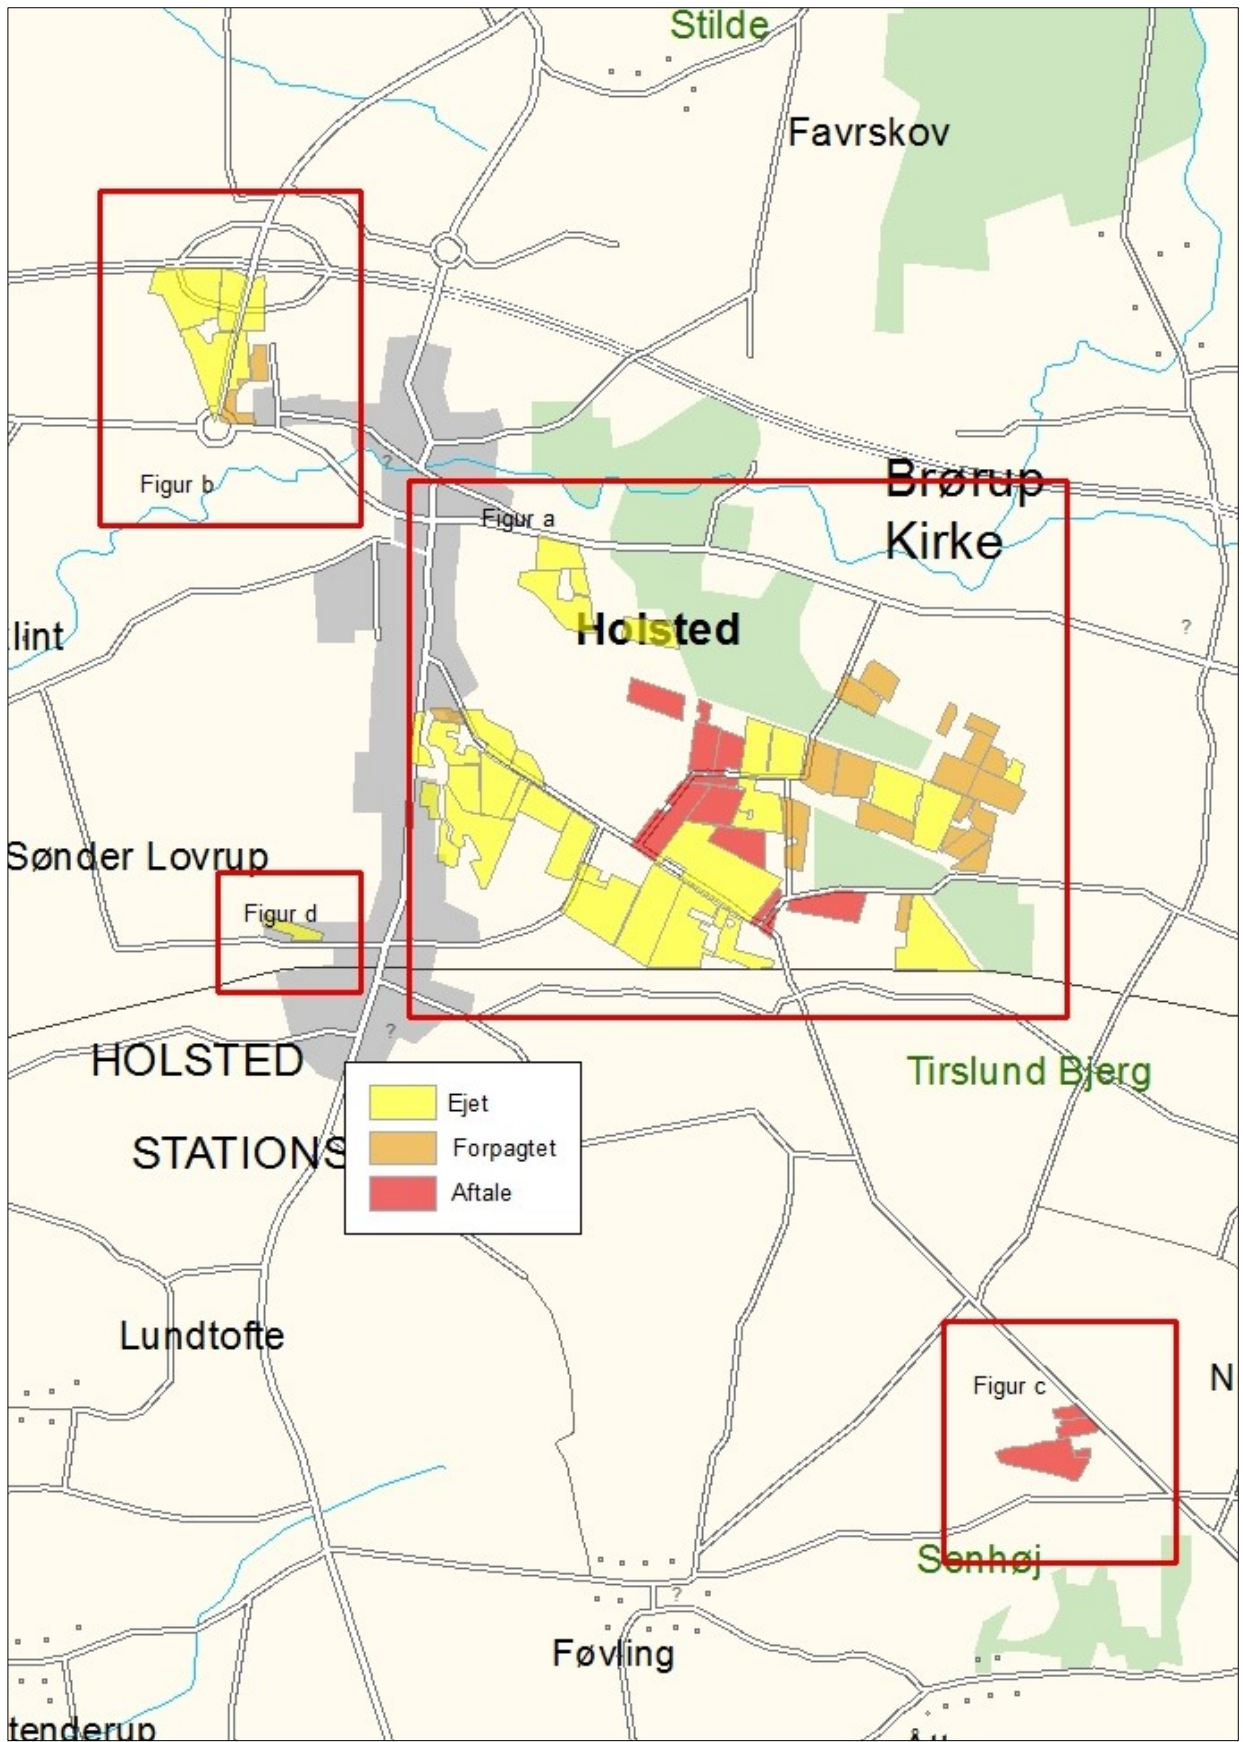 Stilde
Favrskov
Figur b
Brørup
Kirke
Figur a
Holsted
lint
Sønder Lovrup
Figur d
HOLSTED
STATIONS
Tirslund Bjerg
Ejet
Forpagtet
Aftale
Lundtofte
Figur c
N
Senhøj
Føvling
tenderup
?
?
?
?